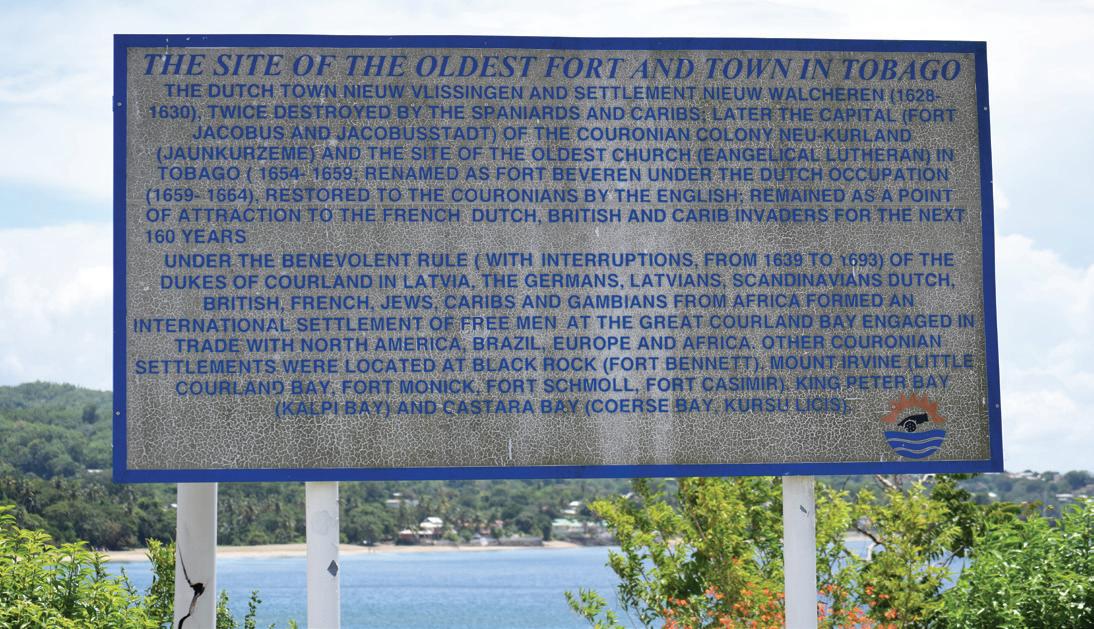 THE SITE OF THE OLDEST FORT AND TOWN IN TOBAGO
THE DUTCH TOWN NIEUW VLISSINGEN AND SETTLEMENT NIEUW WALCHEREN (1628-
1630), TWICE DESTROYED BY THE SPANIARDS AND CARIBS; LATER THE CAPITAL (FORT
JACOBUS AND JACOBUSSTADT) OF THE COURONIAN COLONY NEU-KURLAND
(JAUNKURZEME) AND THE SITE OF THE OLDEST CHURCH (EANGELICAL LUTHERAN) IN
TOBAGO ( 1654- 1659; RENAMED AS FORT BEVEREN UNDER THE DUTCH OCCUPATION
(1659- 1664), RESTORED TO THE COURONIANS BY THE ENGLISH; REMAINED AS A POINT
OF ATTRACTION TO THE FRENCH DUTCH, BRITISH AND CARIB INVADERS FOR THE NEXT
160 YEARS
UNDER THE BENEVOLENT RULE ( WITH INTERRUPTIONS, FROM 1639 TO 1693) OF THE
DUKES OF COURLAND IN LATVIA, THE GERMANS, LATVIANS, SCANDINAVIANS DUTCH,
BRITISH, FRENCH, JEWS, CARIBS AND GAMBIANS FROM AFRICA FORMED AN
INTERNATIONAL SETTLEMENT OF FREE MEN AT THE GREAT COURLAND BAY ENGAGED IN
TRADE WITH NORTH AMERICA, BRAZIL, EUROPE AND AFRICA. OTHER COURONIAN
SETTLEMENTS WERE LOCATED AT BLACK ROCK (FORT BENNETT), MOUNT IRVINE (LITTLE
COURLAND BAY, FORT MONICK, FORT SCHMOLL, FORT CASIMIR), KING PETER BAY
(KALPI BAY) AND CASTARA BAY (COERSE BAY, KURSU LICIS).